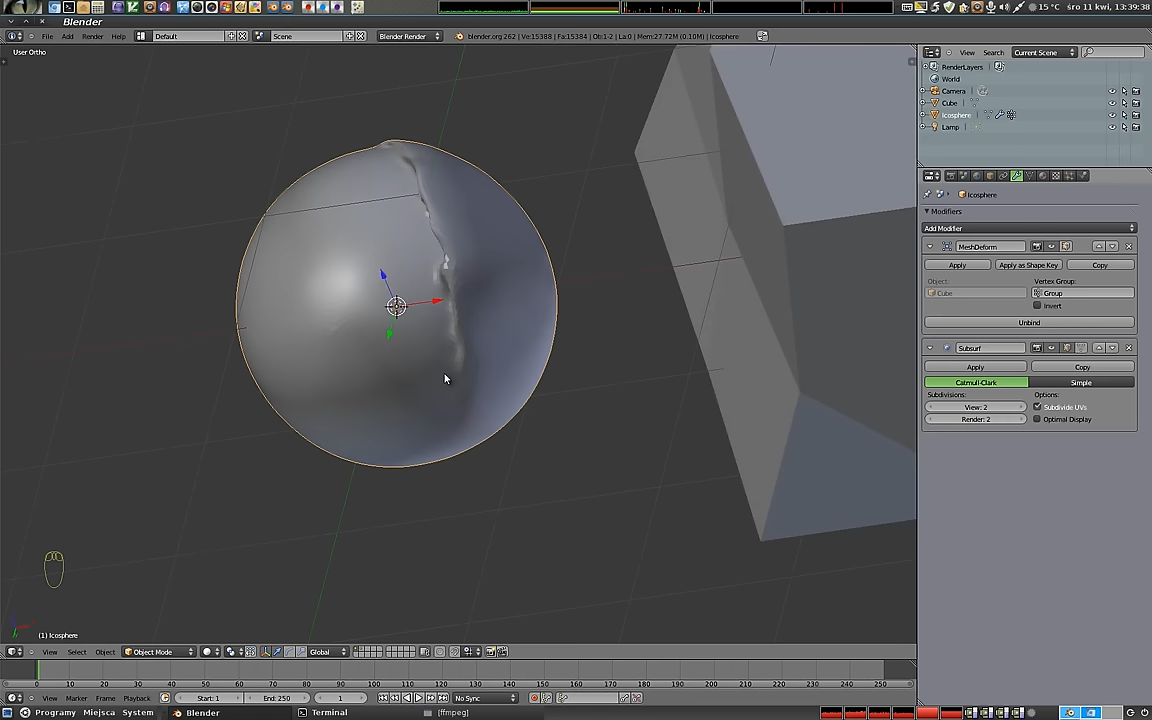 15 °C śro 11 kwi, 13:39:38
Blender
File Add Render Help Default Scene Blender Render blender.org 262 | Ve:15388 | Fa:15384 | Ob:1-2 | La:0 | Mem:27.72M (0.10M) | Icosphere
View Search Current Scene
User Ortho
RenderLayers
World
Camera
Cube
Icosphere
Lamp
Icosphere
Modifiers
Add Modifier
MeshDeform
Apply Apply as Shape Key Copy
Object: Vertex Group:
Cube Group
Invert
Unbind
Subsurf
Apply Copy
Catmull-Clark Simple
Subdivisions: Options:
View: 2 Subdivide UVs
Render: 2 Optimal Display
(1) Icosphere
View Select Object Object Mode Global
0 10 20 30 40 50 60 70 80 90 100 110 120 130 140 150 160 170 180 190 200 210 220 230 240 250
View Marker Frame Playback Start: 1 End: 250 1 No Sync
Programy Miejsca System Blender Terminal [ffmpeg]